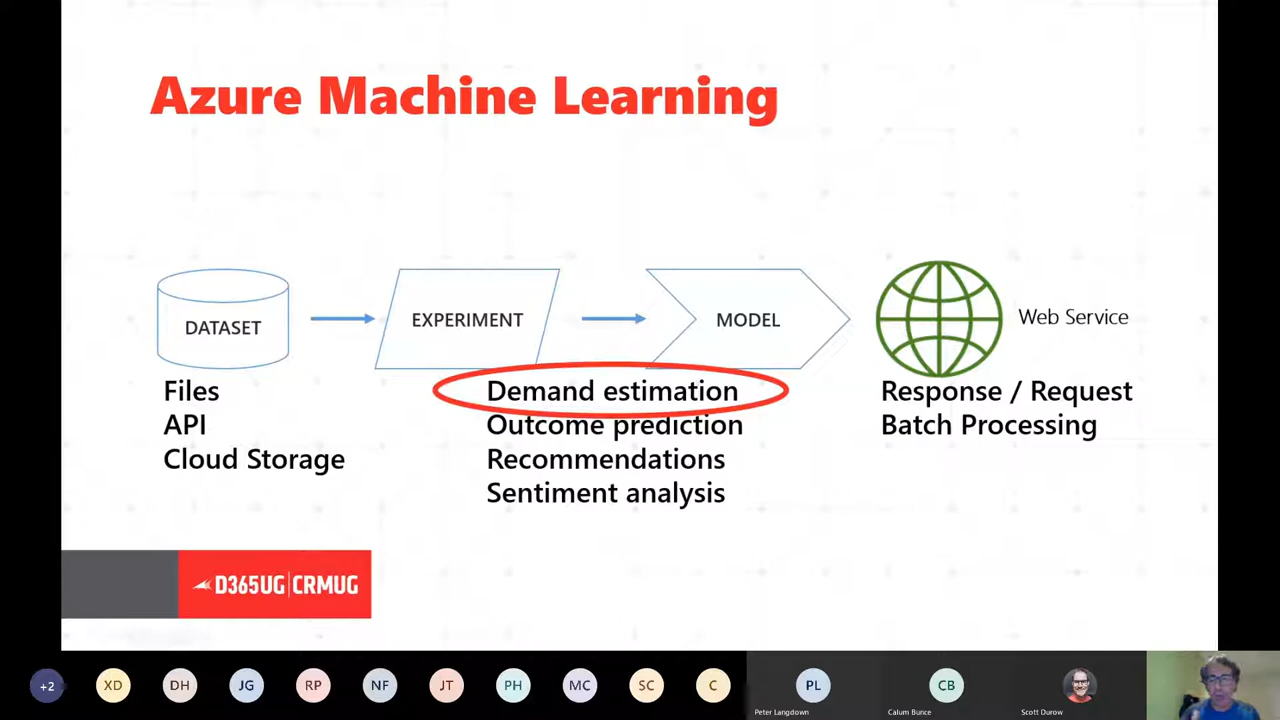 Azure Machine Learning
DATASET
EXPERIMENT
MODEL
Web Service
Files
API
Cloud Storage
Demand estimation
Outcome prediction
Recommendations
Sentiment analysis
Response / Request
Batch Processing
D365UG CRMUG
+2
XD
DH
JG
RP
NF
JT
PH
MC
SC
C
PL
Peter Langdown
CB
Calum Bunce
Scott Durow